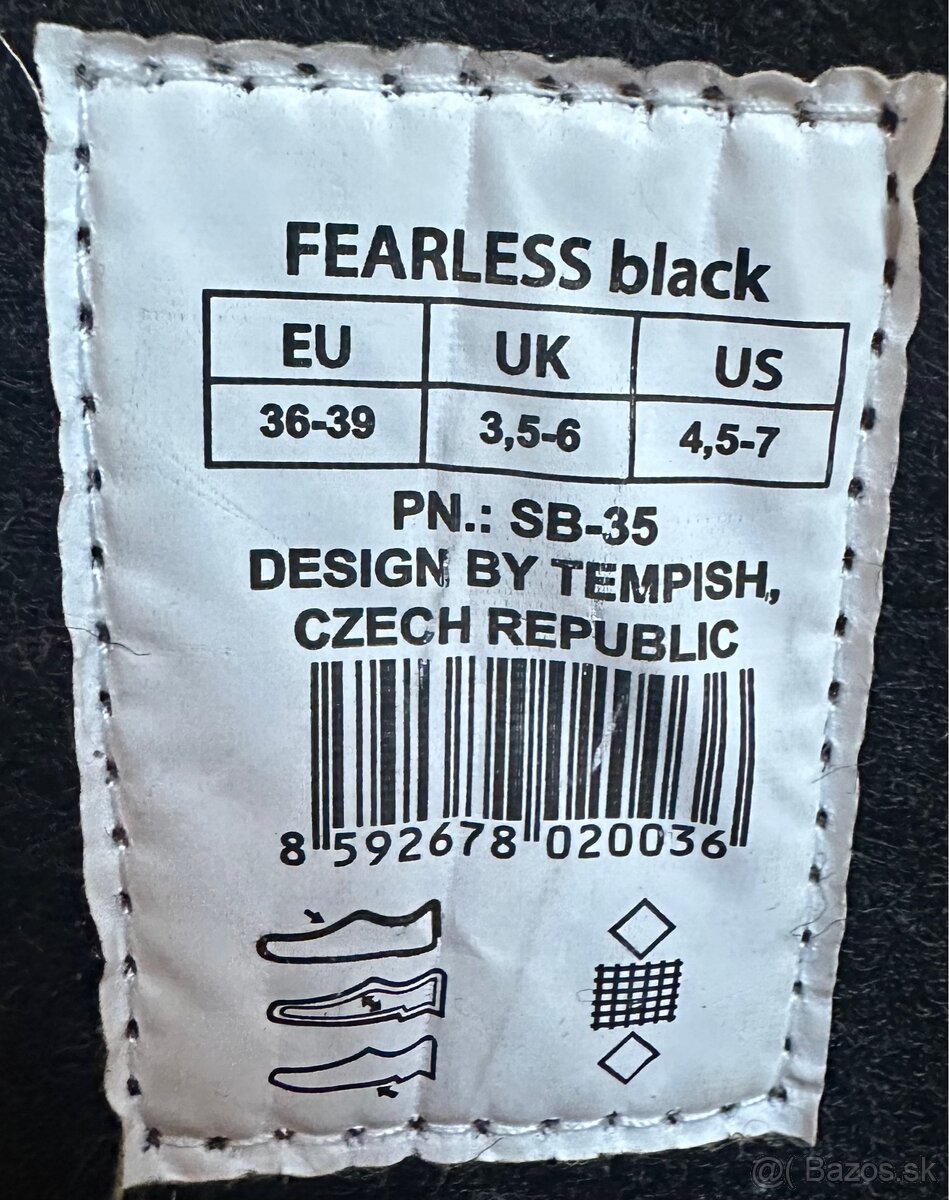 FEARLESS black
EU UK US
36-39 3,5-6 4,5-7
PN.: SB-35
DESIGN BY TEMPISH,
CZECH REPUBLIC
8 592678 020036
@( Bazos.sk